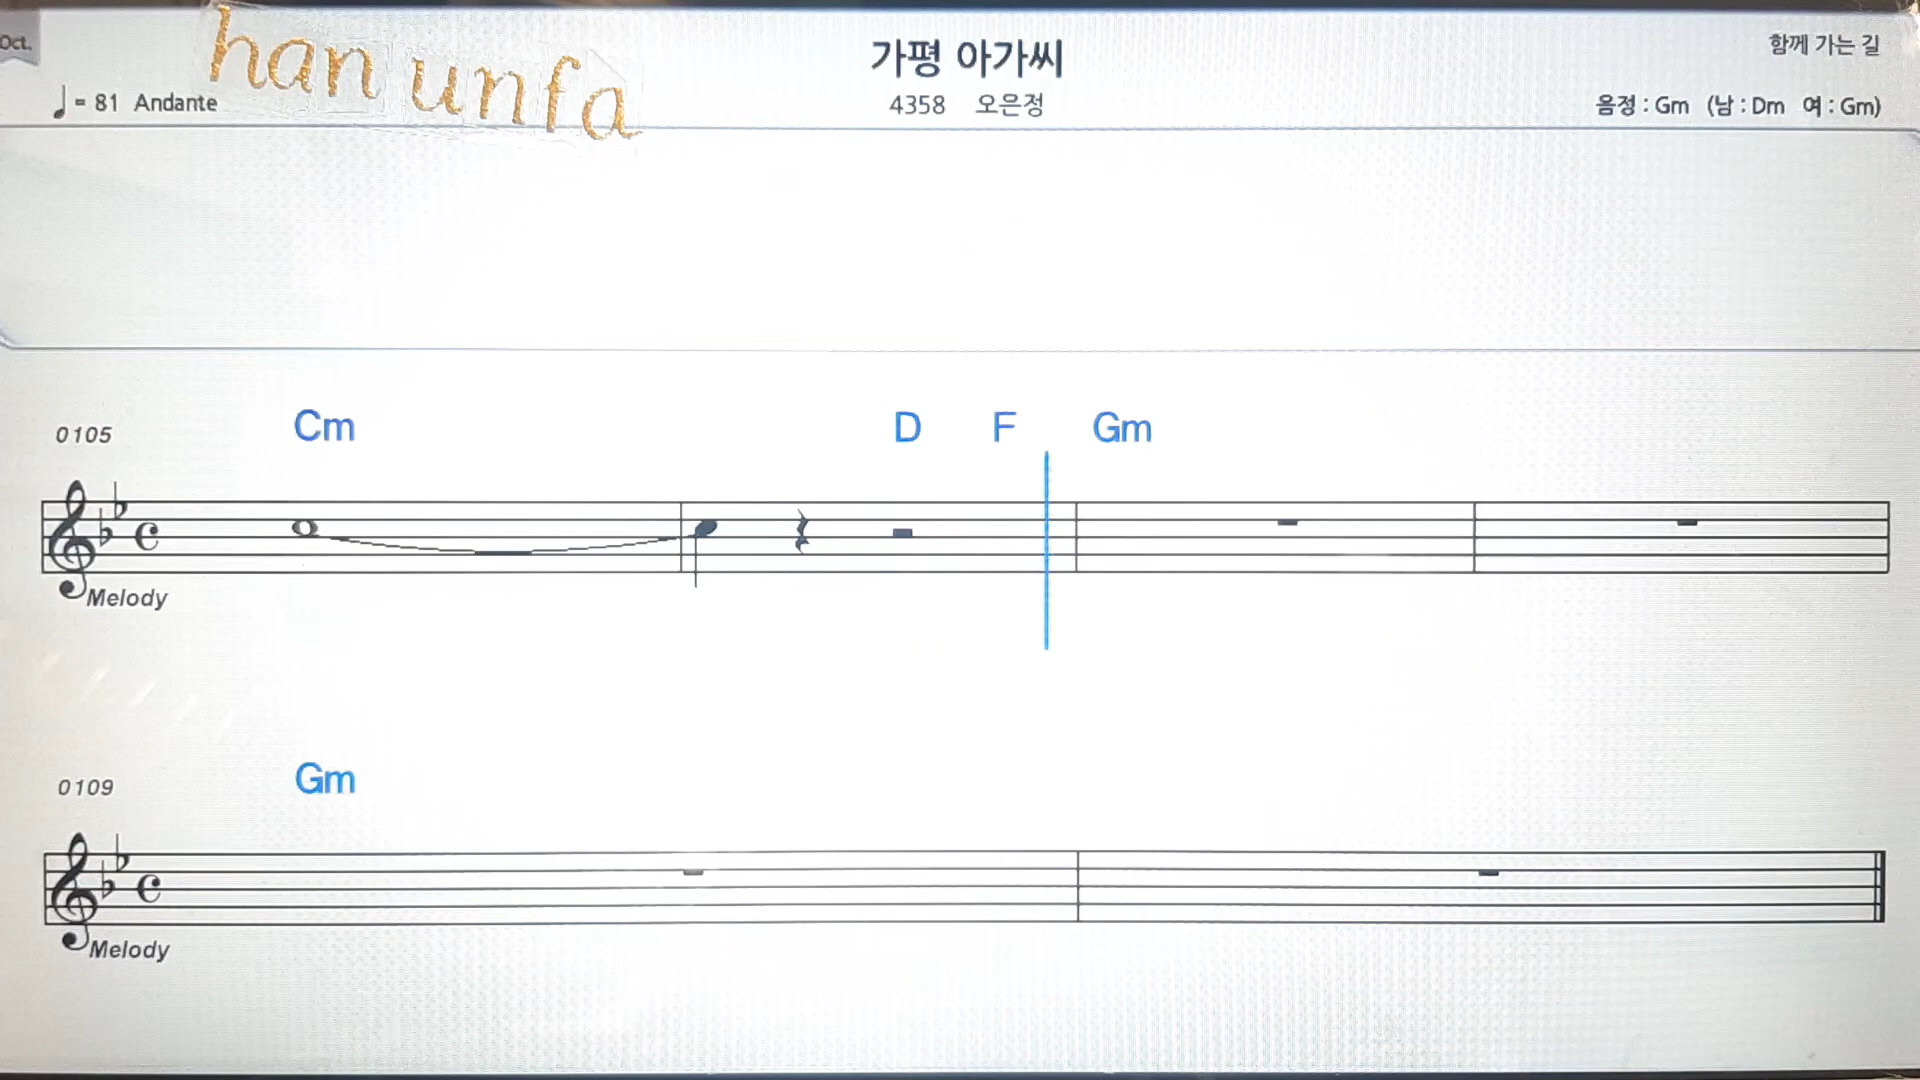 Oct.
han unfa
가평 아가씨
함께 가는 길
= 81 Andante
4358 오은정
음정 : Gm (남 : Dm 여 : Gm)
Cm D F Gm
0105
Melody
Gm
0109
Melody